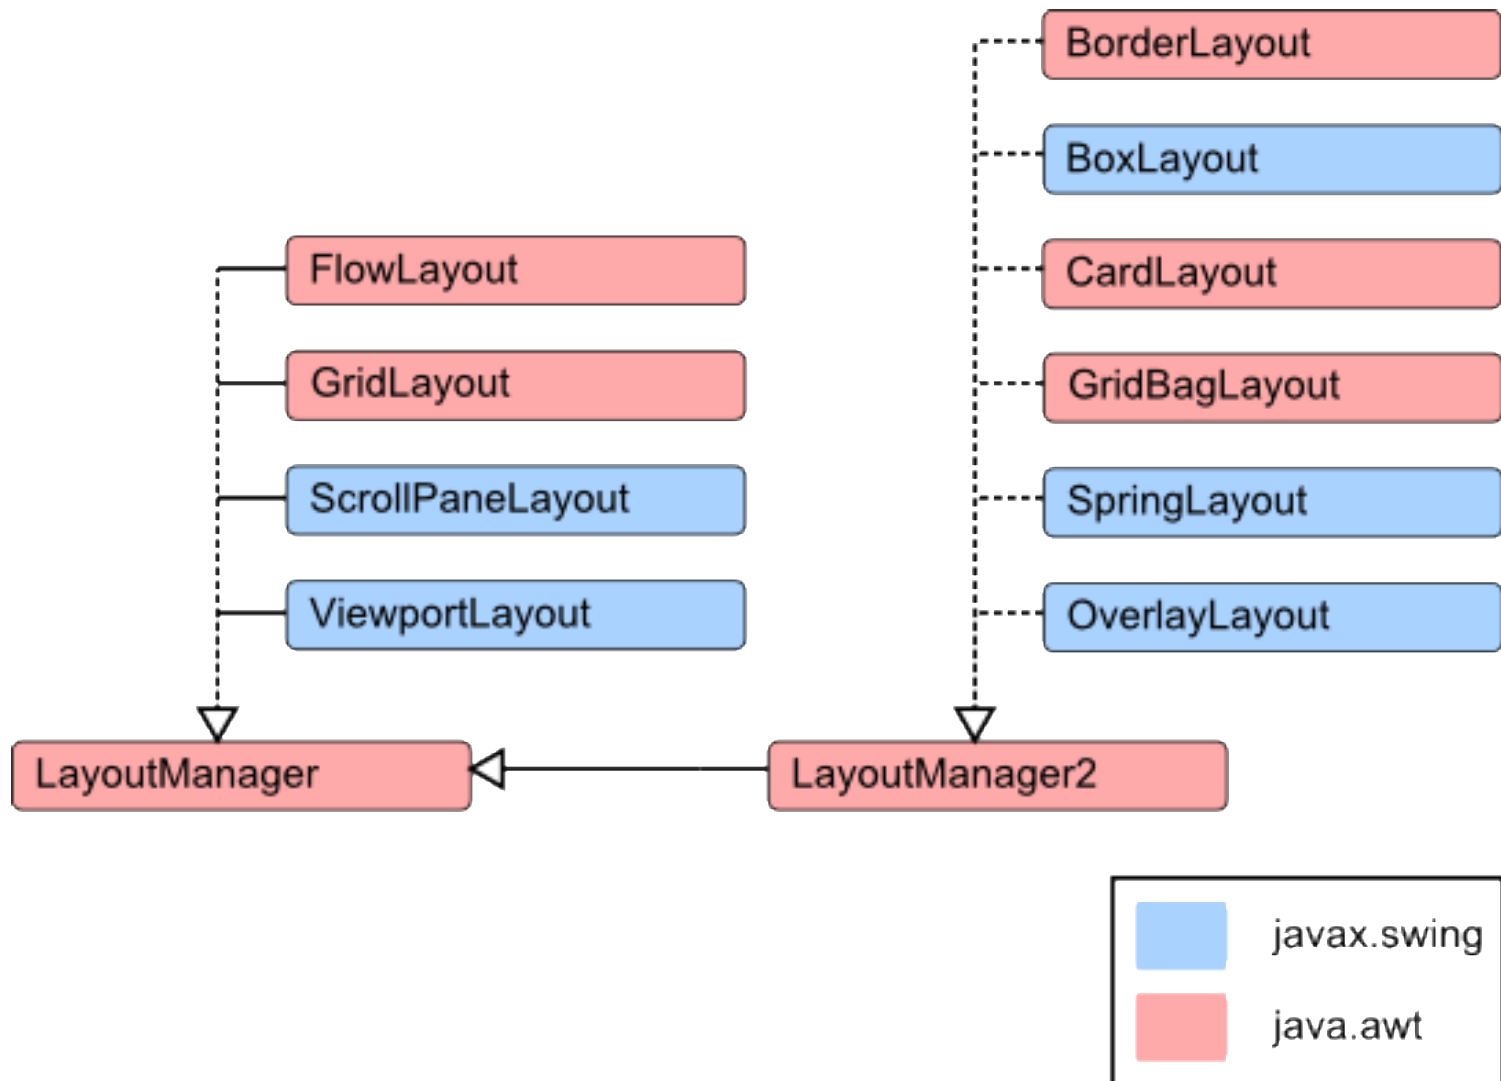 BorderLayout
BoxLayout
FlowLayout
CardLayout
GridLayout
GridBagLayout
ScrollPaneLayout
SpringLayout
ViewportLayout
OverlayLayout
LayoutManager
LayoutManager2
javax.swing
java.awt